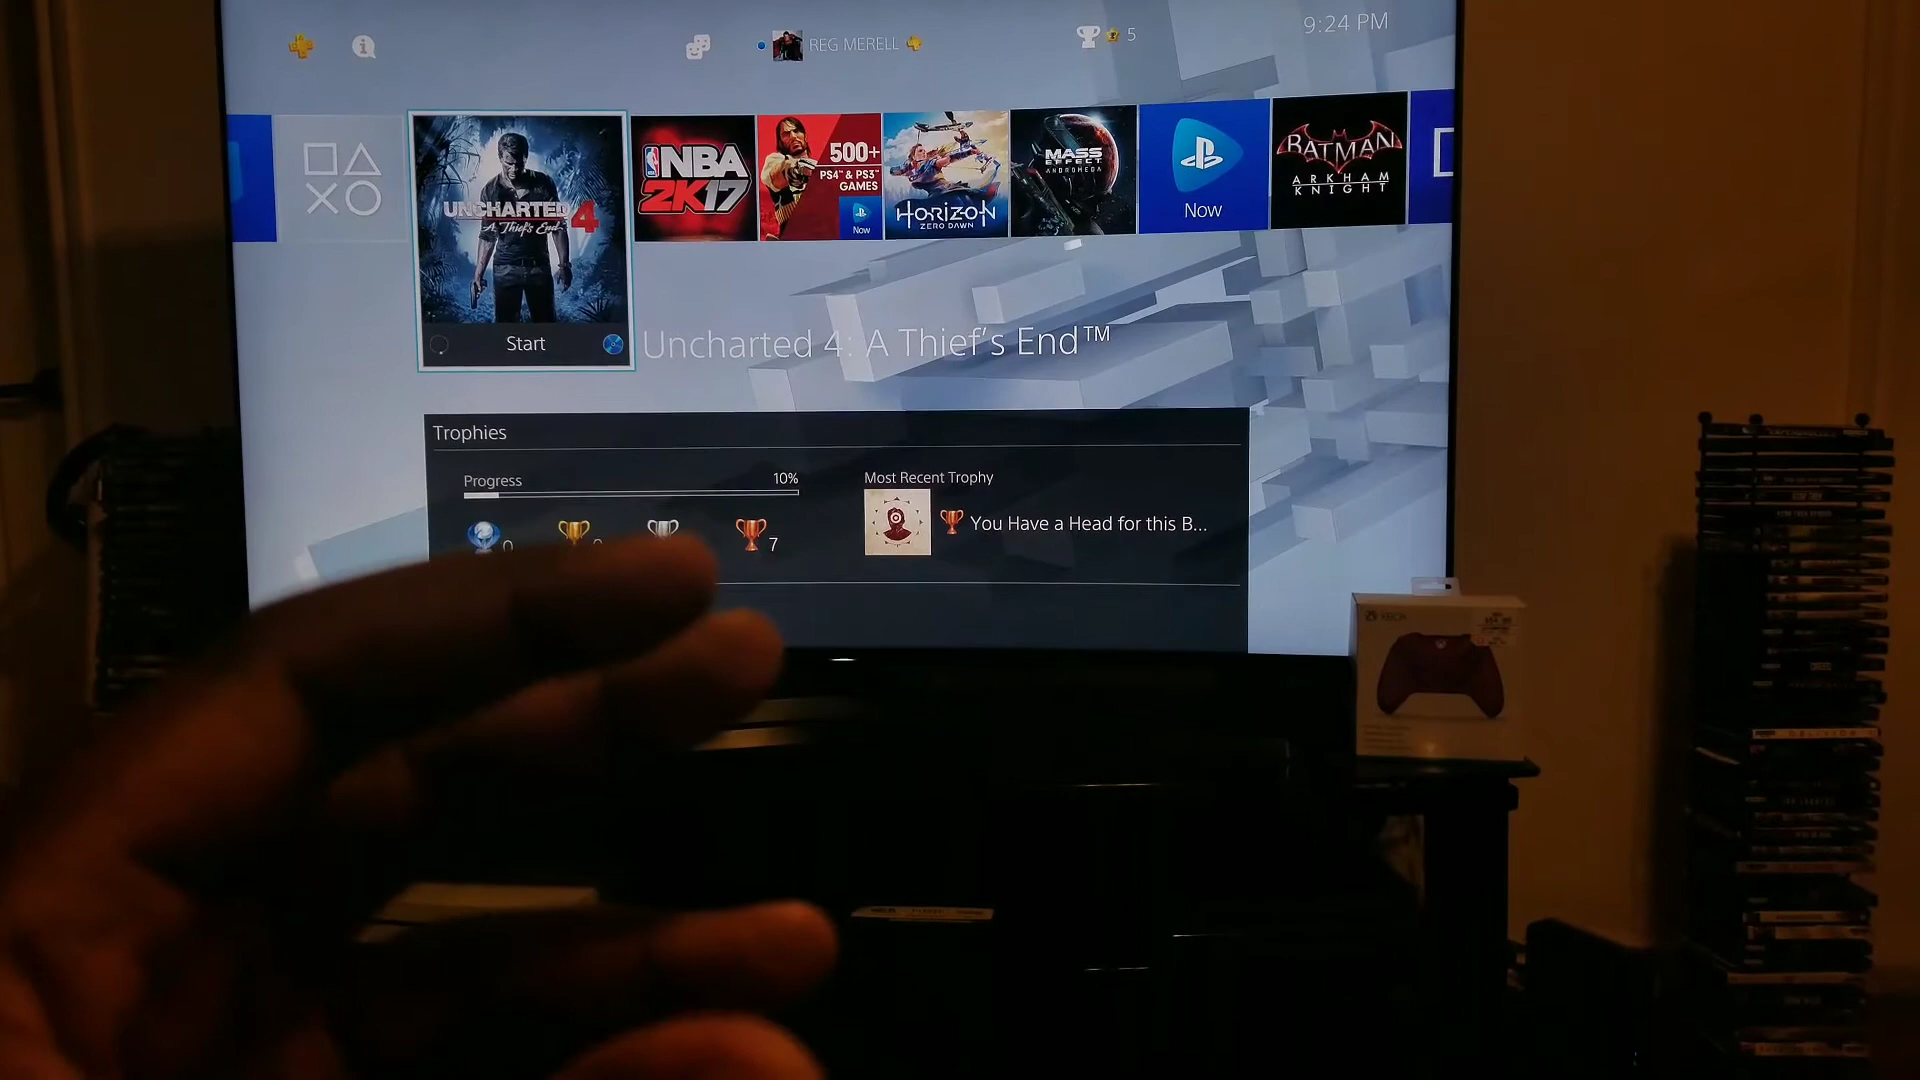 REG MERELL
5
9:24 PM
UNCHARTED 4
A Thief's End
NBA
2K17
500+
PS4™ & PS3™
GAMES
Now
HORIZON
ZERO DAWN
MASS
EFFECT
ANDROMEDA
Now
BATMAN
ARKHAM
KNIGHT
Start
Uncharted 4: A Thief's End™
Trophies
Progress
10%
Most Recent Trophy
7
You Have a Head for this B...
XBOX
OBLIVION